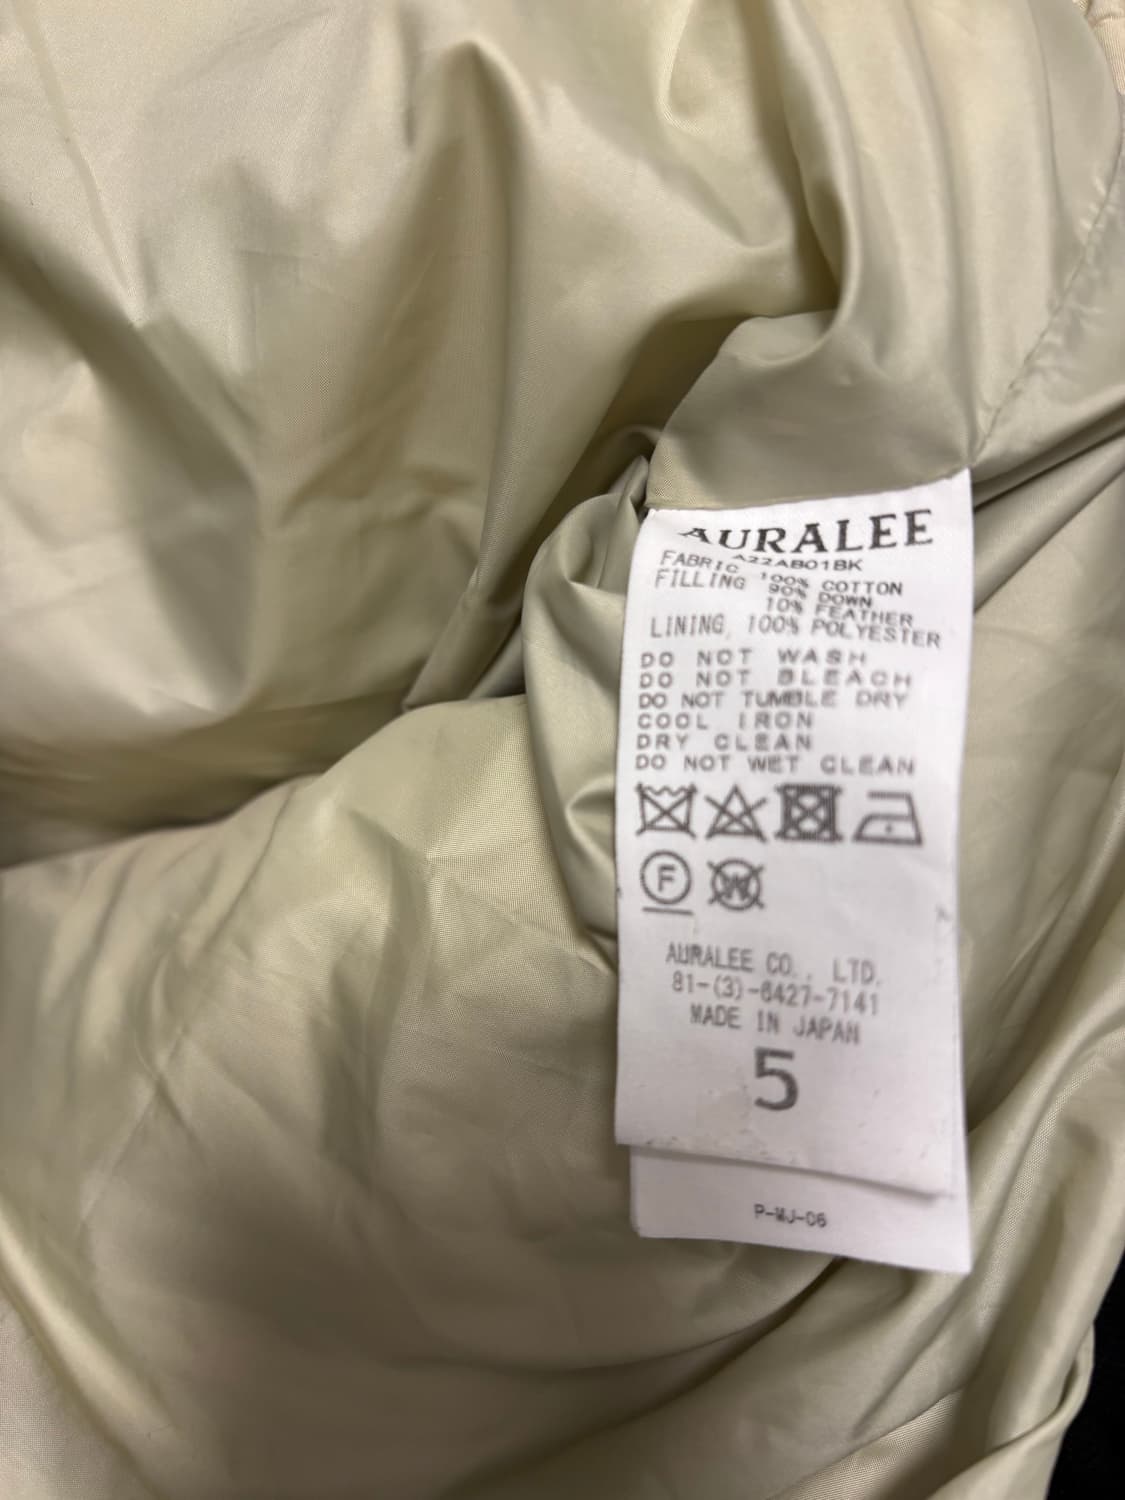 AURALEE
A22AB01BK
FABRIC 100% COTTON
FILLING 90% DOWN
10% FEATHER
LINING 100% POLYESTER
DO NOT WASH
DO NOT BLEACH
DO NOT TUMBLE DRY
COOL IRON
DRY CLEAN
DO NOT WET CLEAN
F W
AURALEE CO., LTD.
81-(3)-6427-7141
MADE IN JAPAN
5
P-MJ-06